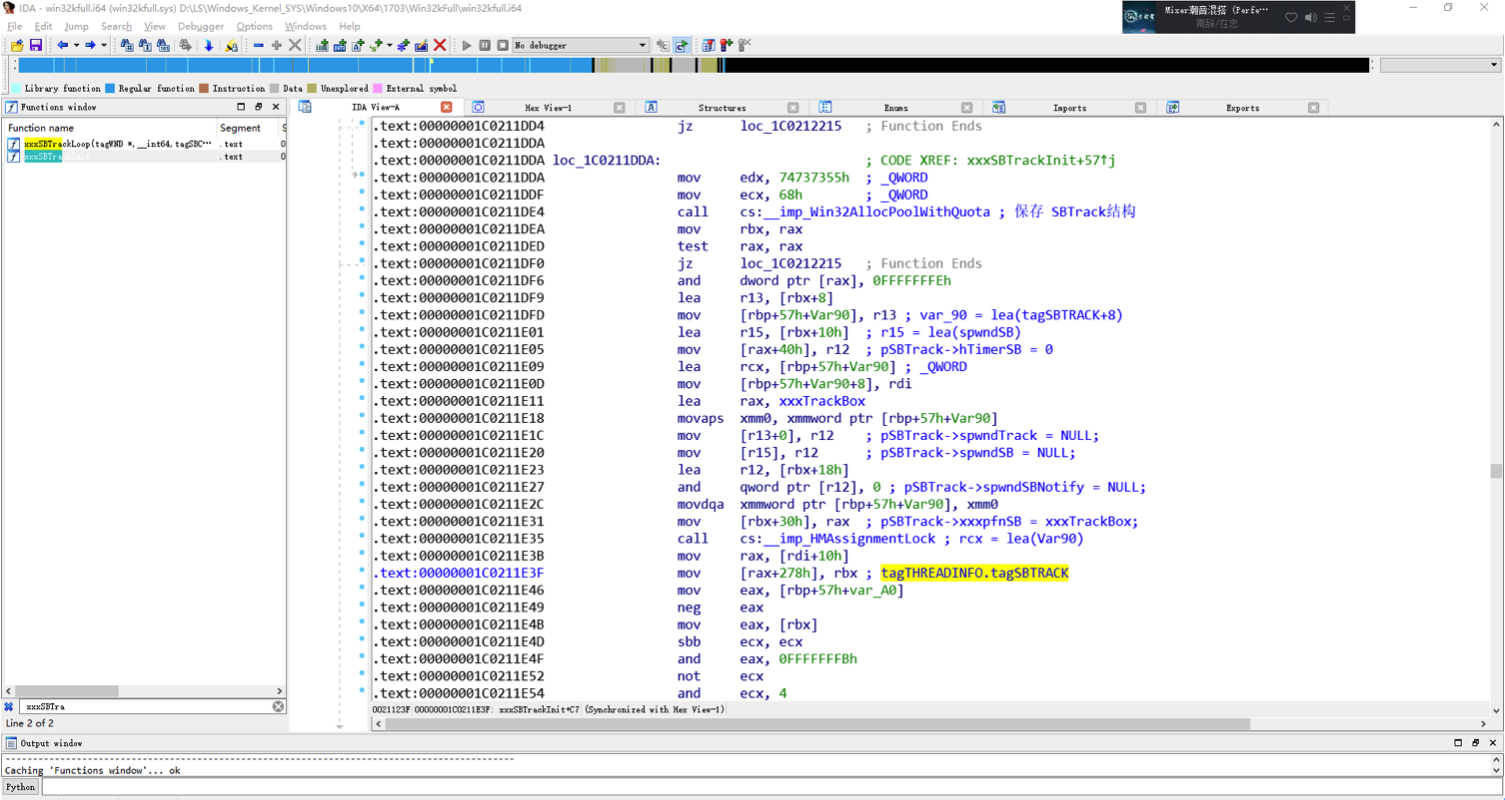 IDA - win32kfull.i64 (win32kfull.sys) D:\LS\Windows_Kernel_SYS\Windows10\X64\1703\Win32kFull\win32kfull.i64
Mixer潮音混搭 (Perfe…
南辞/在忠
File Edit Jump Search View Debugger Options Windows Help
No debugger
Library function Regular function Instruction Data Unexplored External symbol
Functions window
IDA View-A Hex View-1 Structures Enums Imports Exports
Function name Segment S
xxxSBTrackLoop(tagWND *,__int64,tagSBC… .text 0
xxxSBTrackInit .text 0
.text:00000001C0211DD4 jz loc_1C0212215 ; Function Ends
.text:00000001C0211DDA
.text:00000001C0211DDA loc_1C0211DDA: ; CODE XREF: xxxSBTrackInit+57↑j
.text:00000001C0211DDA mov edx, 74737355h ; _QWORD
.text:00000001C0211DDF mov ecx, 68h ; _QWORD
.text:00000001C0211DE4 call cs:__imp_Win32AllocPoolWithQuota ; 保存 SBTrack结构
.text:00000001C0211DEA mov rbx, rax
.text:00000001C0211DED test rax, rax
.text:00000001C0211DF0 jz loc_1C0212215 ; Function Ends
.text:00000001C0211DF6 and dword ptr [rax], 0FFFFFFFEh
.text:00000001C0211DF9 lea r13, [rbx+8]
.text:00000001C0211DFD mov [rbp+57h+Var90], r13 ; var_90 = lea(tagSBTRACK+8)
.text:00000001C0211E01 lea r15, [rbx+10h] ; r15 = lea(spwndSB)
.text:00000001C0211E05 mov [rax+40h], r12 ; pSBTrack->hTimerSB = 0
.text:00000001C0211E09 lea rcx, [rbp+57h+Var90] ; _QWORD
.text:00000001C0211E0D mov [rbp+57h+Var90+8], rdi
.text:00000001C0211E11 lea rax, xxxTrackBox
.text:00000001C0211E18 movaps xmm0, xmmword ptr [rbp+57h+Var90]
.text:00000001C0211E1C mov [r13+0], r12 ; pSBTrack->spwndTrack = NULL;
.text:00000001C0211E20 mov [r15], r12 ; pSBTrack->spwndSB = NULL;
.text:00000001C0211E23 lea r12, [rbx+18h]
.text:00000001C0211E27 and qword ptr [r12], 0 ; pSBTrack->spwndSBNotify = NULL;
.text:00000001C0211E2C movdqa xmmword ptr [rbp+57h+Var90], xmm0
.text:00000001C0211E31 mov [rbx+30h], rax ; pSBTrack->xxxpfnSB = xxxTrackBox;
.text:00000001C0211E35 call cs:__imp_HMAssignmentLock ; rcx = lea(Var90)
.text:00000001C0211E3B mov rax, [rdi+10h]
.text:00000001C0211E3F mov [rax+278h], rbx ; tagTHREADINFO.tagSBTRACK
.text:00000001C0211E46 mov eax, [rbp+57h+var_A0]
.text:00000001C0211E49 neg eax
.text:00000001C0211E4B mov eax, [rbx]
.text:00000001C0211E4D sbb ecx, ecx
.text:00000001C0211E4F and eax, 0FFFFFFFBh
.text:00000001C0211E52 not ecx
.text:00000001C0211E54 and ecx, 4
0021123F 00000001C0211E3F: xxxSBTrackInit+C7 (Synchronized with Hex View-1)
xxxSBTra
Line 2 of 2
Output window
Caching 'Functions window'... ok
Python